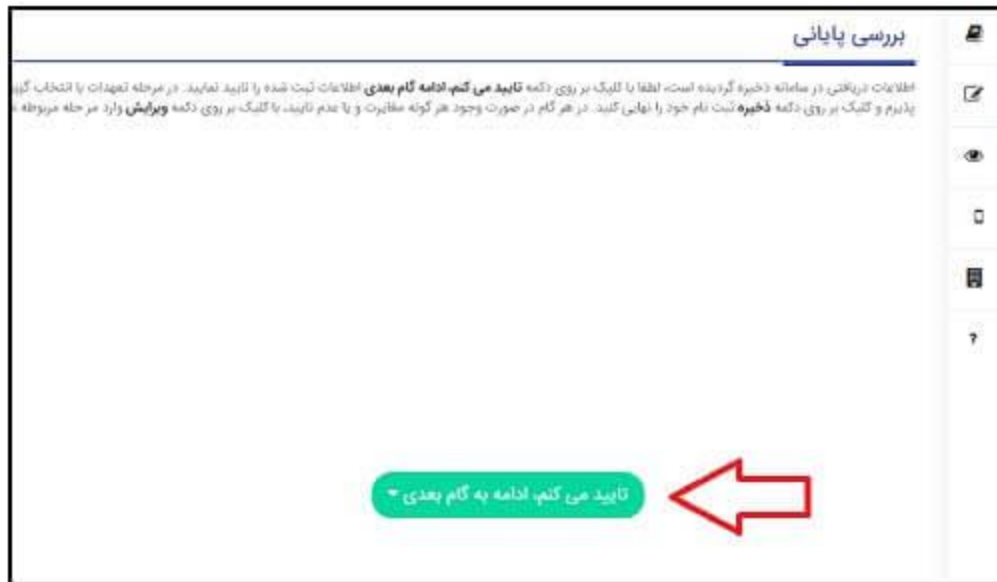 بررسی پایانی
اطلاعات دریافتی در سامانه ذخیره گردیده است، لطفا با کلیک بر روی دکمه تایید می کنم، ادامه گام بعدی اطلاعات ثبت شده را تایید نمایید. در مرحله تعهدات با انتخاب
پذیرم و کلیک بر روی دکمه ذخیره ثبت نام خود را نهایی کنید. در هر گام در صورت وجود هر گونه مغایرت و یا عدم تایید، با کلیک بر روی دکمه ویرایش وارد مر حله مربوطه
?
تایید می کنم، ادامه به گام بعدی